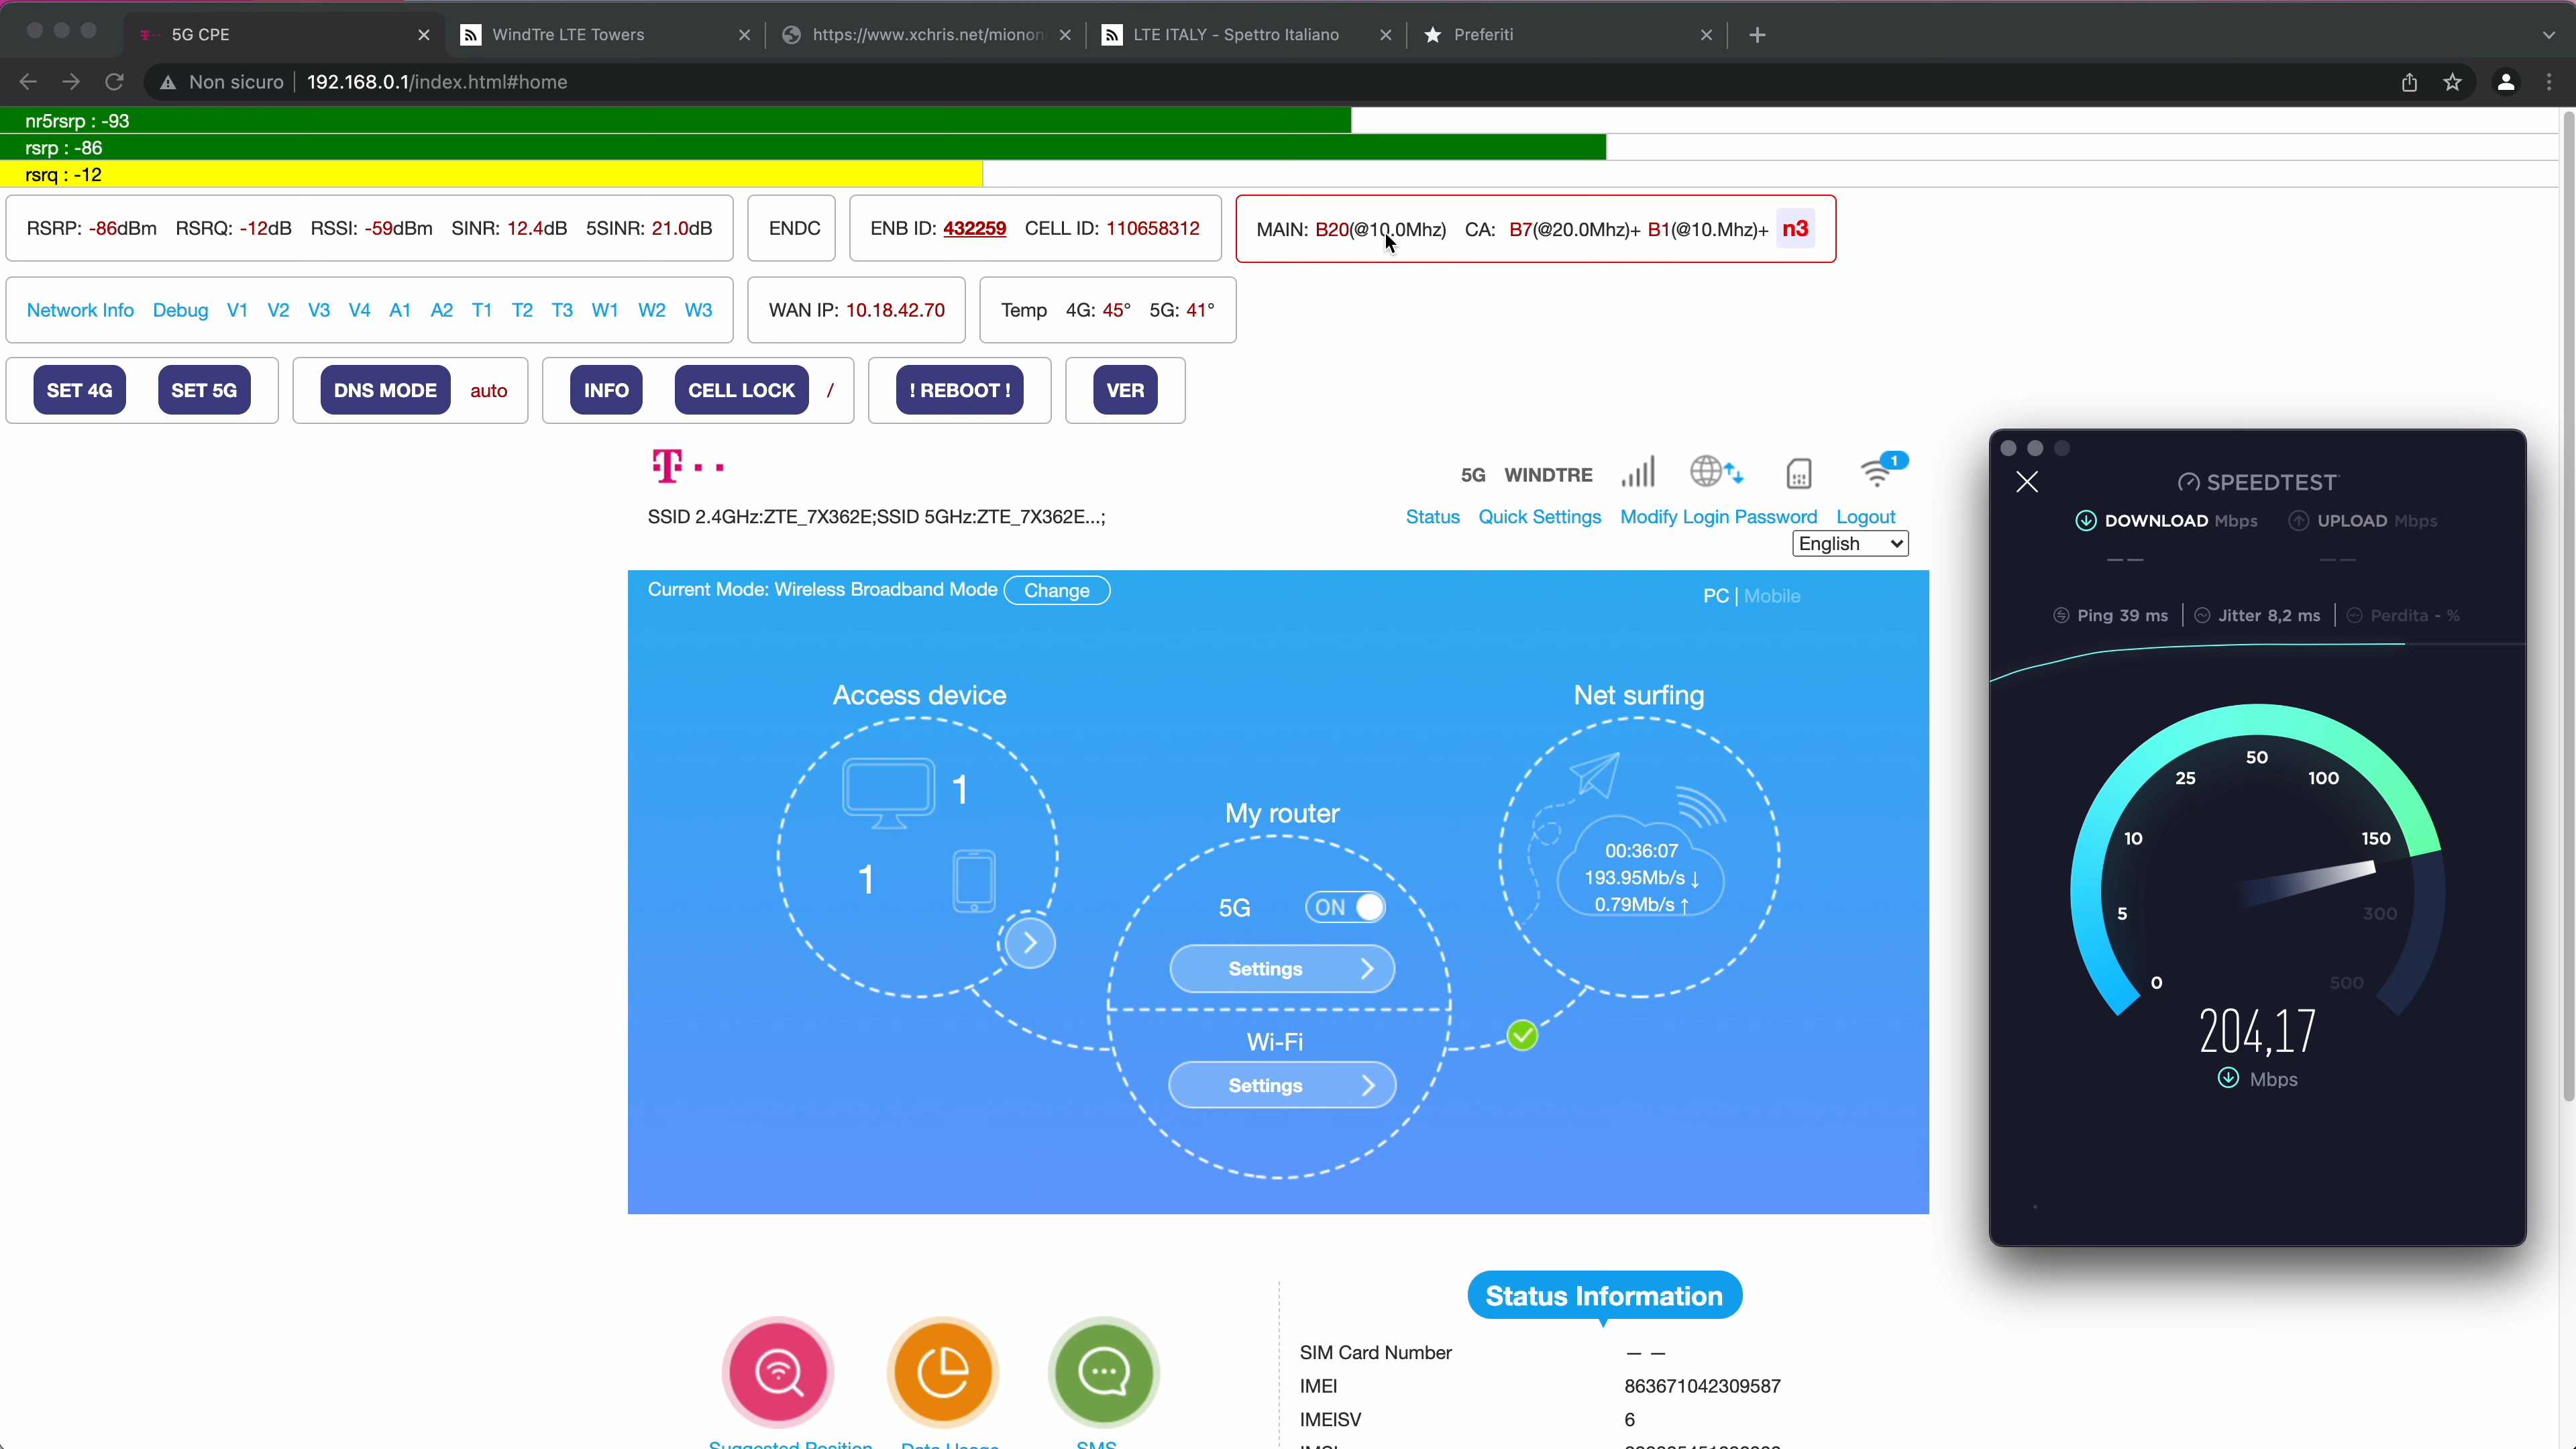 5G CPE
WindTre LTE Towers
https://www.xchris.net/mionon
LTE ITALY - Spettro Italiano
Preferiti
Non sicuro
192.168.0.1/index.html#home
nr5rsrp : -93
rsrp : -86
rsrq : -12
RSRP: -86dBm RSRQ: -12dB RSSI: -59dBm SINR: 12.4dB 5SINR: 21.0dB
ENDC
ENB ID: 432259 CELL ID: 110658312
MAIN: B20(@10.0Mhz) CA: B7(@20.0Mhz)+ B1(@10.Mhz)+ n3
Network Info Debug V1 V2 V3 V4 A1 A2 T1 T2 T3 W1 W2 W3
WAN IP: 10.18.42.70
Temp 4G: 45° 5G: 41°
SET 4G SET 5G
DNS MODE auto
INFO CELL LOCK /
! REBOOT !
VER
T
5G WINDTRE
1
SSID 2.4GHz:ZTE_7X362E;SSID 5GHz:ZTE_7X362E...;
Status Quick Settings Modify Login Password Logout
English
Current Mode: Wireless Broadband Mode Change
PC | Mobile
Access device
1
1
My router
5G ON
Settings
Wi-Fi
Settings
Net surfing
00:36:07
193.95Mb/s ↓
0.79Mb/s ↑
SPEEDTEST
DOWNLOAD Mbps UPLOAD Mbps
Ping 39 ms Jitter 8,2 ms Perdita - %
0
5
10
25
50
100
150
300
500
204,17
Mbps
Suggested Position
Data Usage
SMS
Status Information
SIM Card Number – –
IMEI 863671042309587
IMEISV 6